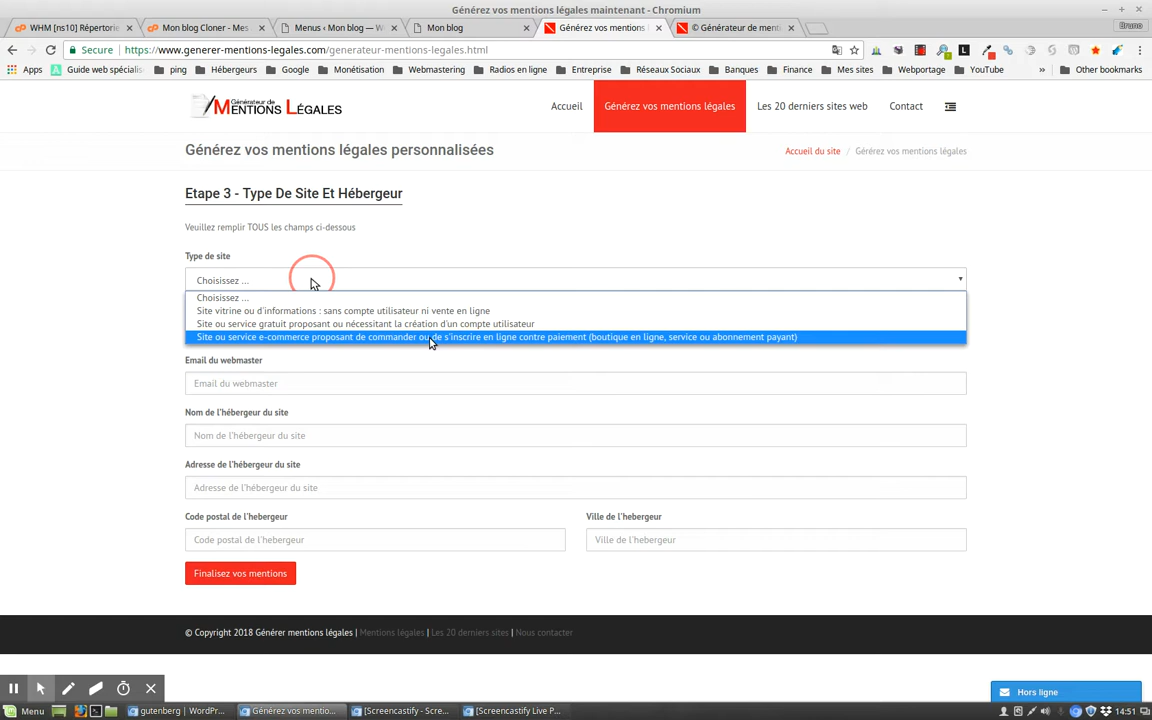 Générez vos mentions légales maintenant - Chromium
WHM [ns10] Répertorie
Mon blog Cloner - Mes
Menus ‹ Mon blog — W
Mon blog
Générez vos mentions l
© Générateur de menti
Bruno
Secure
https://www.generer-mentions-legales.com/generateur-mentions-legales.html
Apps
Guide web spécialis
ping
Hébergeurs
Google
Monétisation
Webmastering
Radios en ligne
Entreprise
Réseaux Sociaux
Banques
Finance
Mes sites
Webportage
YouTube
»
Other bookmarks
Générateur de
Mentions Légales
Accueil
Générez vos mentions légales
Les 20 derniers sites web
Contact
Générez vos mentions légales personnalisées
Accueil du site / Gérérez vos mentions légales
Etape 3 - Type De Site Et Hébergeur
Veuillez remplir TOUS les champs ci-dessous
Type de site
Choisissez ...
Choisissez ...
Site vitrine ou d'informations : sans compte utilisateur ni vente en ligne
Site ou service gratuit proposant ou nécessitant la création d'un compte utilisateur
Site ou service e-commerce proposant de commander ou de s'inscrire en ligne contre paiement (boutique en ligne, service ou abonnement payant)
Email du webmaster
Email du webmaster
Nom de l'hébergeur du site
Nom de l'hébergeur du site
Adresse de l'hébergeur du site
Adresse de l'hébergeur du site
Code postal de l'hebergeur
Ville de l'hebergeur
Code postal de l'hebergeur
Ville de l'hebergeur
Finalisez vos mentions
© Copyright 2018 Générer mentions légales | Mentions légales | Les 20 derniers sites | Nous contacter
Hors ligne
Menu
gutenberg | WordPr...
Générez vos mentio...
[Screencastify - Scre...
[Screencastify Live P...
14:51